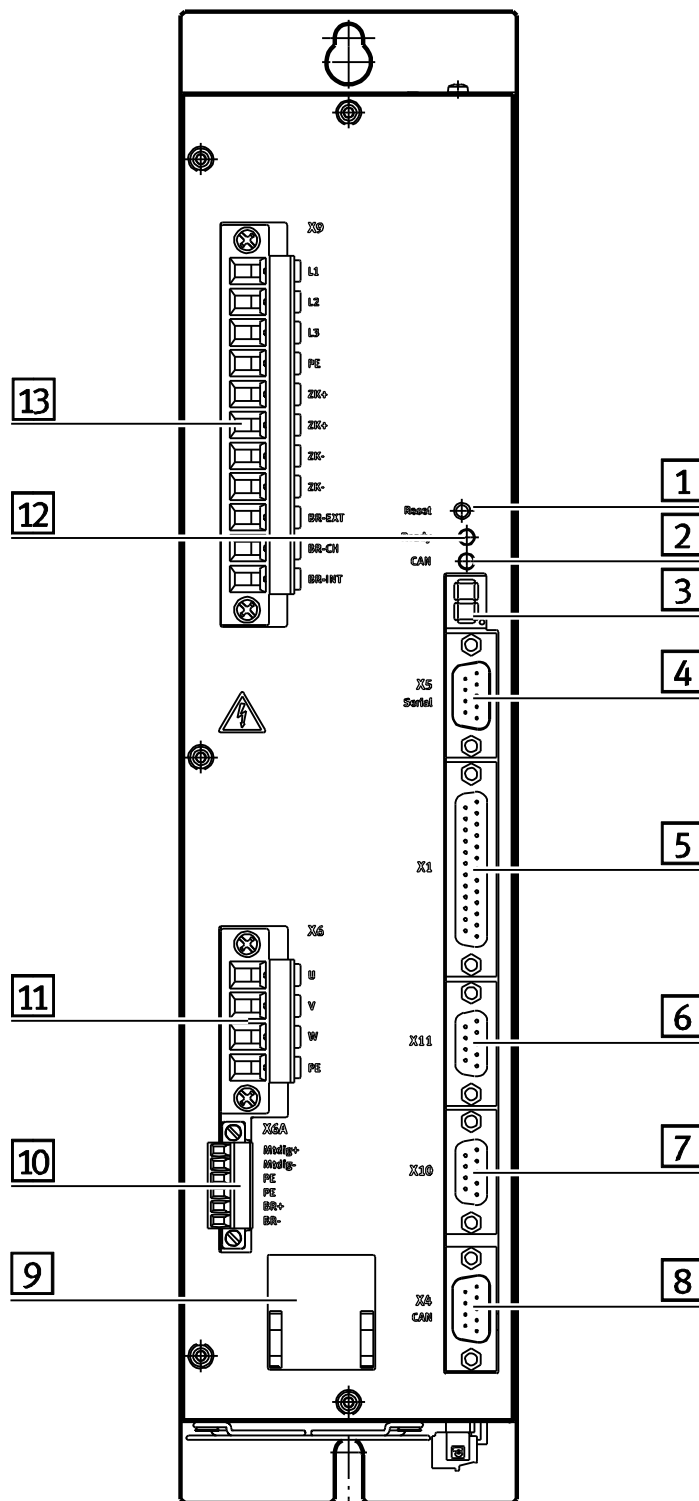 X9
L1
L2
L3
PE
ZK+
ZK+
ZK-
ZK-
BR-EXT
BR-CH
BR-INT
13
12
Reset
CAN
1
2
3
X5
Serial
4
X1
5
X6
U
V
W
PE
11
X11
6
X6A
Mtdig+
Mtdig-
PE
PE
BR+
BR-
10
X10
7
9
X4
CAN
8